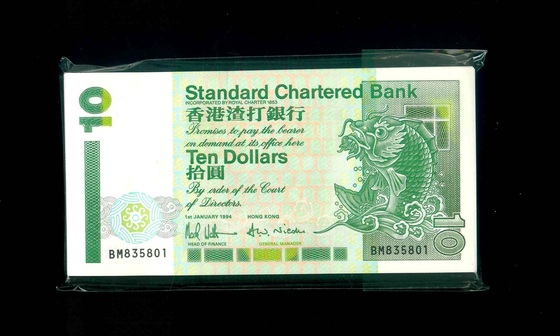 10
Standard Chartered Bank
INCORPORATED BY ROYAL CHARTER 1853
香港渣打銀行
Promises to pay the bearer
on demand at its office here
Ten Dollars
拾圓
By order of the Court
of Directors.
1st JANUARY 1994 HONG KONG
HEAD OF FINANCE GENERAL MANAGER
BM835801 BM835801
10